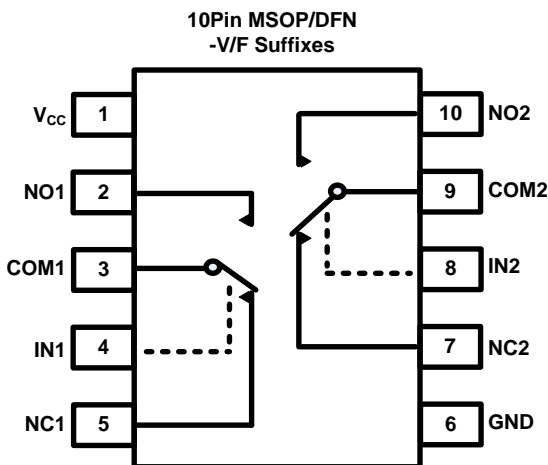 10Pin MSOP/DFN
-V/F Suffixes
VCC 1
10 NO2
NO1 2
9 COM2
COM1 3
8 IN2
IN1 4
7 NC2
NC1 5
6 GND